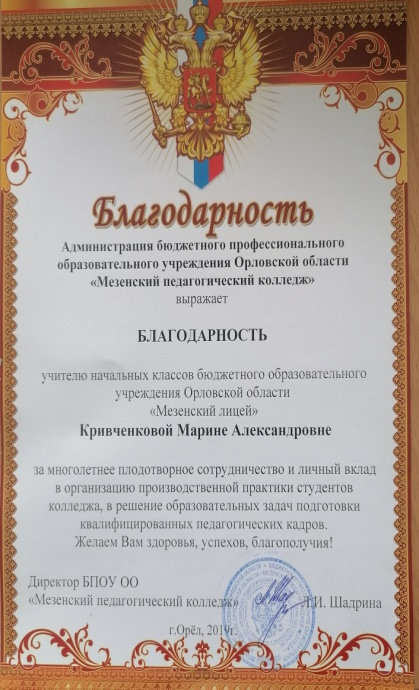 Благодарность
Администрация бюджетного профессионального
образовательного учреждения Орловской области
«Мезенский педагогический колледж»
выражает
БЛАГОДАРНОСТЬ
учителю начальных классов бюджетного образовательного
учреждения Орловской области
«Мезенский лицей»
Кривченковой Марине Александровне
за многолетнее плодотворное сотрудничество и личный вклад
в организацию производственной практики студентов
колледжа, в решение образовательных задач подготовки
квалифицированных педагогических кадров.
Желаем Вам здоровья, успехов, благополучия!
Директор БПОУ ОО
«Мезенский педагогический колледж» Л.И. Шадрина
г.Орёл, 2019г.